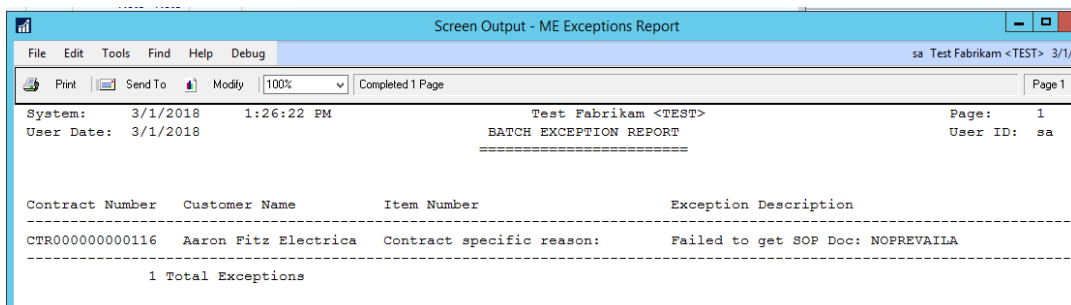 Screen Output - ME Exceptions Report
File Edit Tools Find Help Debug sa Test Fabrikam <TEST> 3/1/
Print Send To Modify 100% Completed 1 Page Page 1
System: 3/1/2018 1:26:22 PM Test Fabrikam <TEST> Page: 1
User Date: 3/1/2018 BATCH EXCEPTION REPORT User ID: sa
========================
Contract Number Customer Name Item Number Exception Description
CTR000000000116 Aaron Fitz Electrica Contract specific reason: Failed to get SOP Doc: NOPREVAILA
1 Total Exceptions